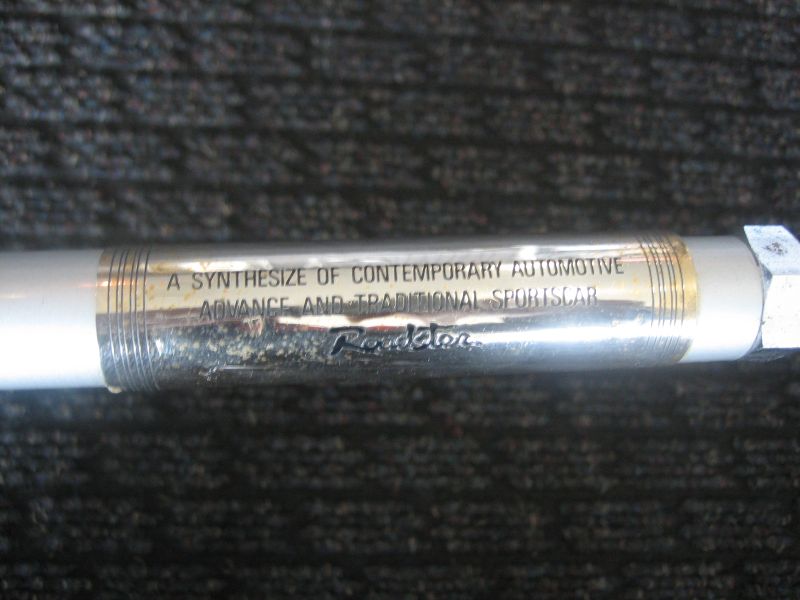 A SYNTHESIZE OF CONTEMPORARY AUTOMOTIVE
ADVANCE AND TRADITIONAL SPORTSCAR
Roadster